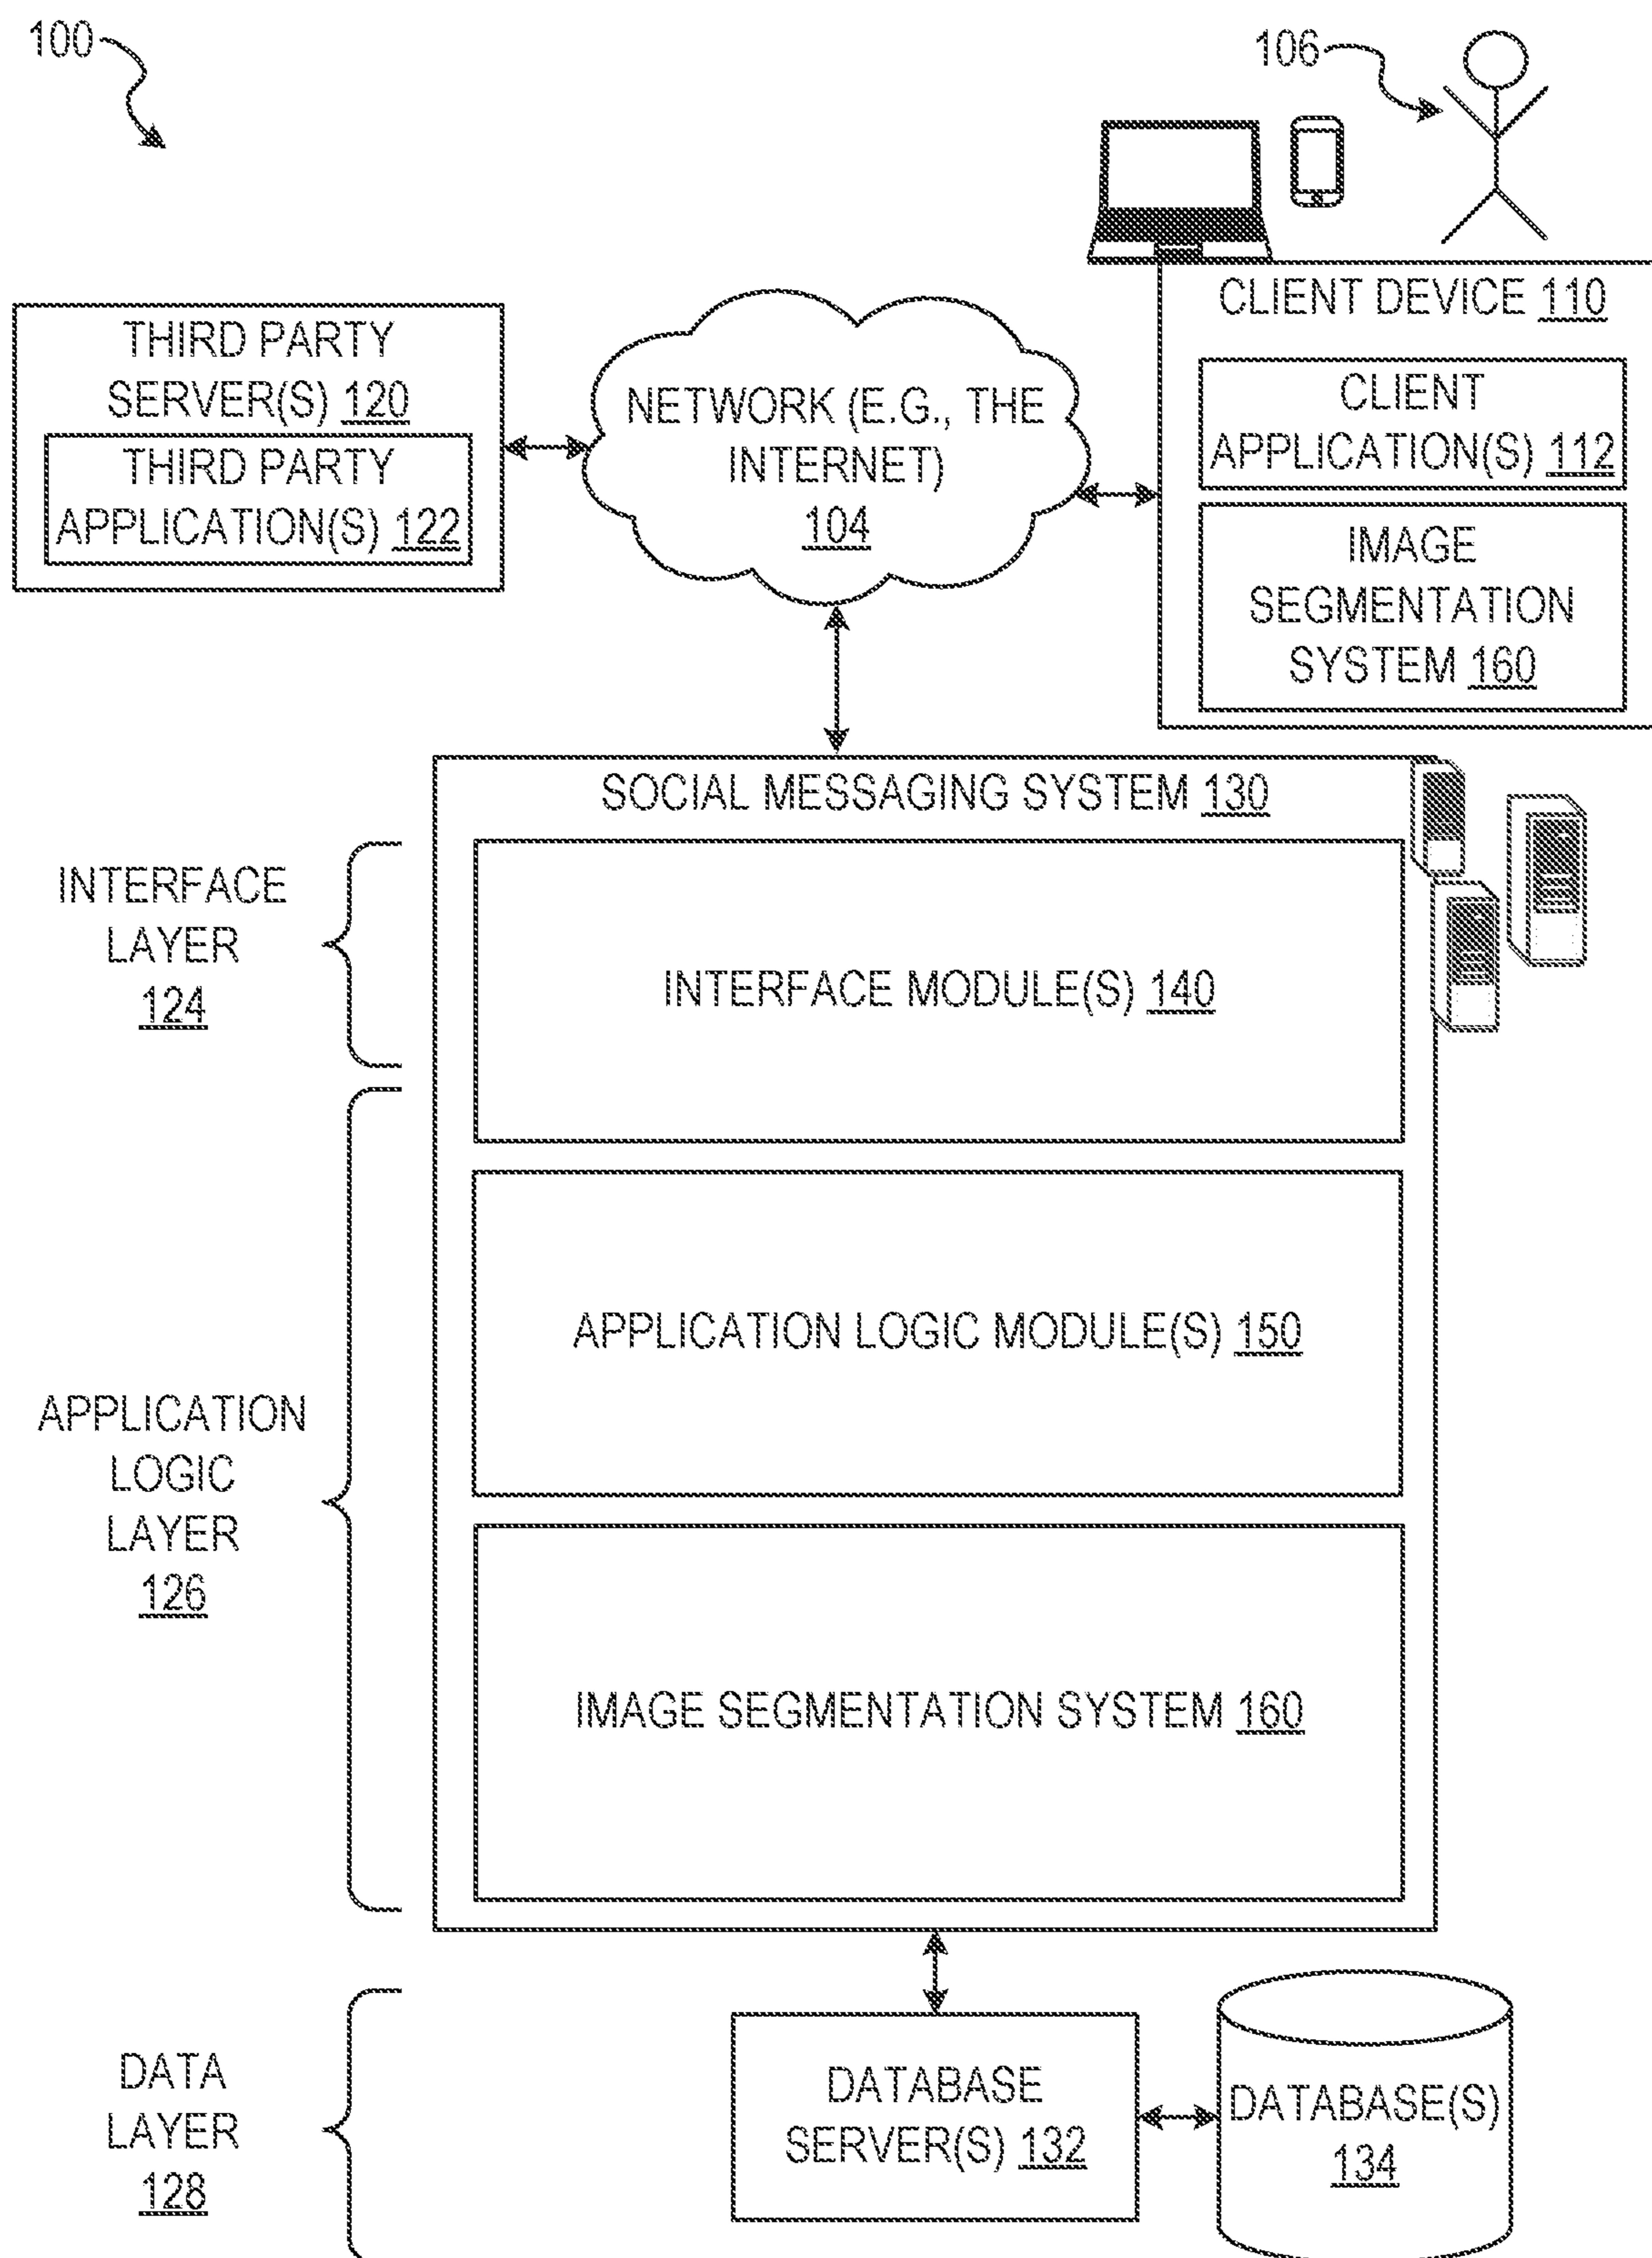 100
106
CLIENT DEVICE 110
CLIENT
APPLICATION(S) 112
IMAGE
SEGMENTATION
SYSTEM 160
THIRD PARTY
SERVER(S) 120
THIRD PARTY
APPLICATION(S) 122
NETWORK (E.G., THE
INTERNET)
104
SOCIAL MESSAGING SYSTEM 130
INTERFACE
LAYER
124
INTERFACE MODULE(S) 140
APPLICATION LOGIC MODULE(S) 150
APPLICATION
LOGIC
LAYER
126
IMAGE SEGMENTATION SYSTEM 160
DATA
LAYER
128
DATABASE
SERVER(S) 132
DATABASE(S)
134